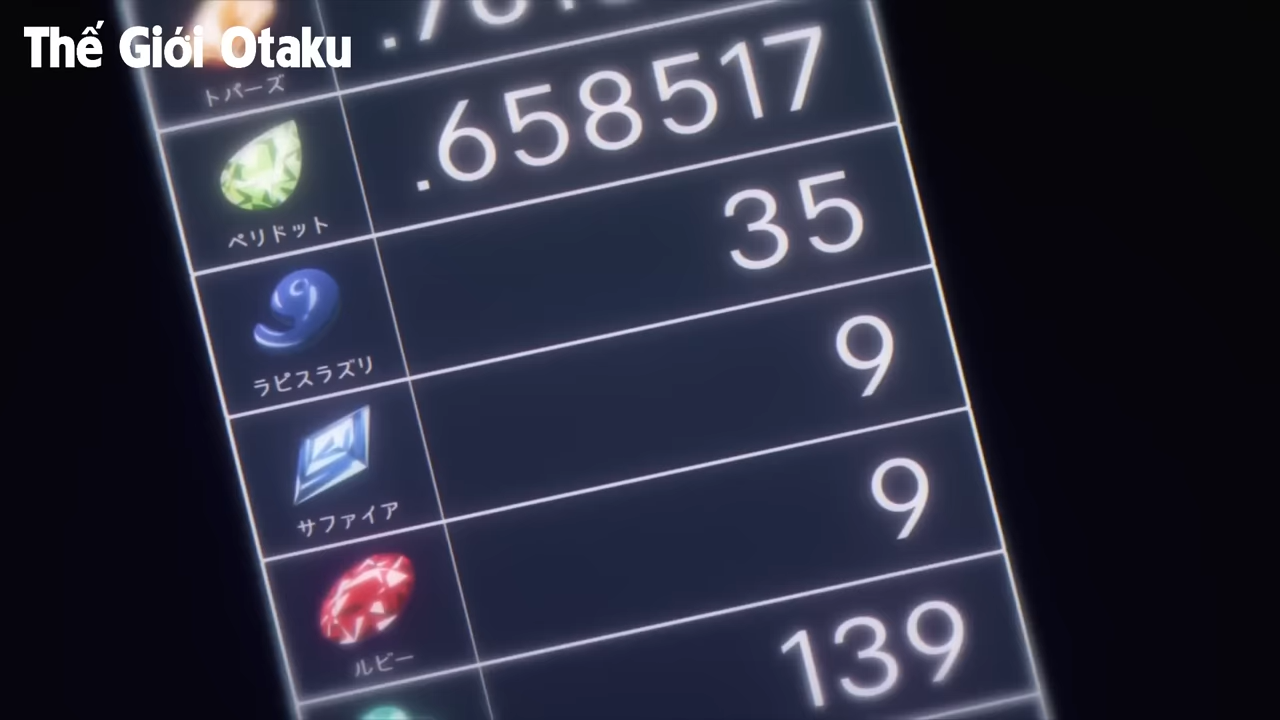 Thế Giới Otaku
トパーズ
ペリドット .658517
ラピスラズリ 35
サファイア 9
ルビー 9
139